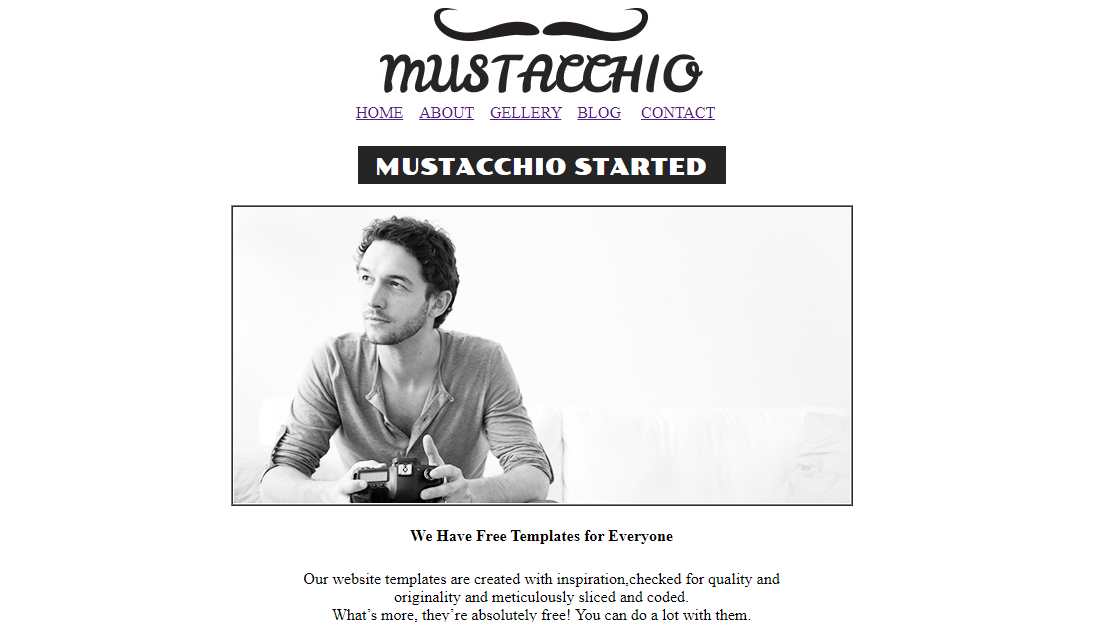 MUSTACCHIO
HOME ABOUT GELLERY BLOG CONTACT
MUSTACCHIO STARTED
We Have Free Templates for Everyone
Our website templates are created with inspiration,checked for quality and
originality and meticulously sliced and coded.
What’s more, they’re absolutely free! You can do a lot with them.